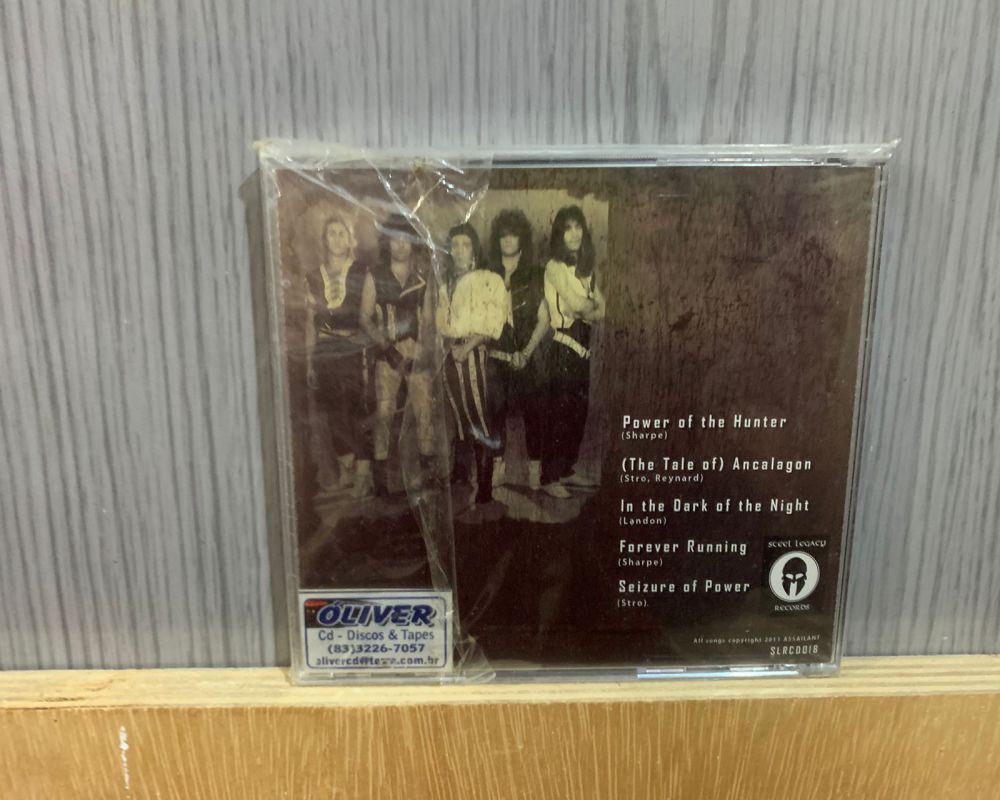 Power of the Hunter
(Sharpe)
(The Tale of) Ancalagon
(Stro, Reynard)
In the Dark of the Night
(Landon)
Forever Running
(Sharpe)
Seizure of Power
(Stro)
STEEL LEGACY
RECORDS
All songs copyright 2011 ASSAILANT
SLRCD018
ÓLIVER
Cd - Discos & Tapes
(83)3226-7057